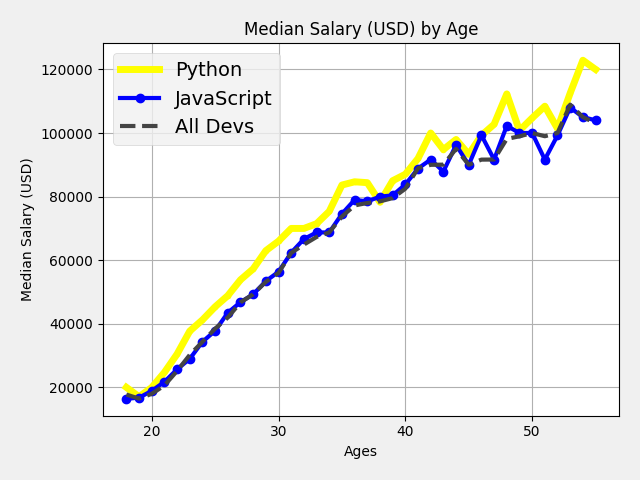 Median Salary (USD) by Age
Python
JavaScript
All Devs
120000
100000
80000
60000
40000
20000
Median Salary (USD)
20 30 40 50
Ages